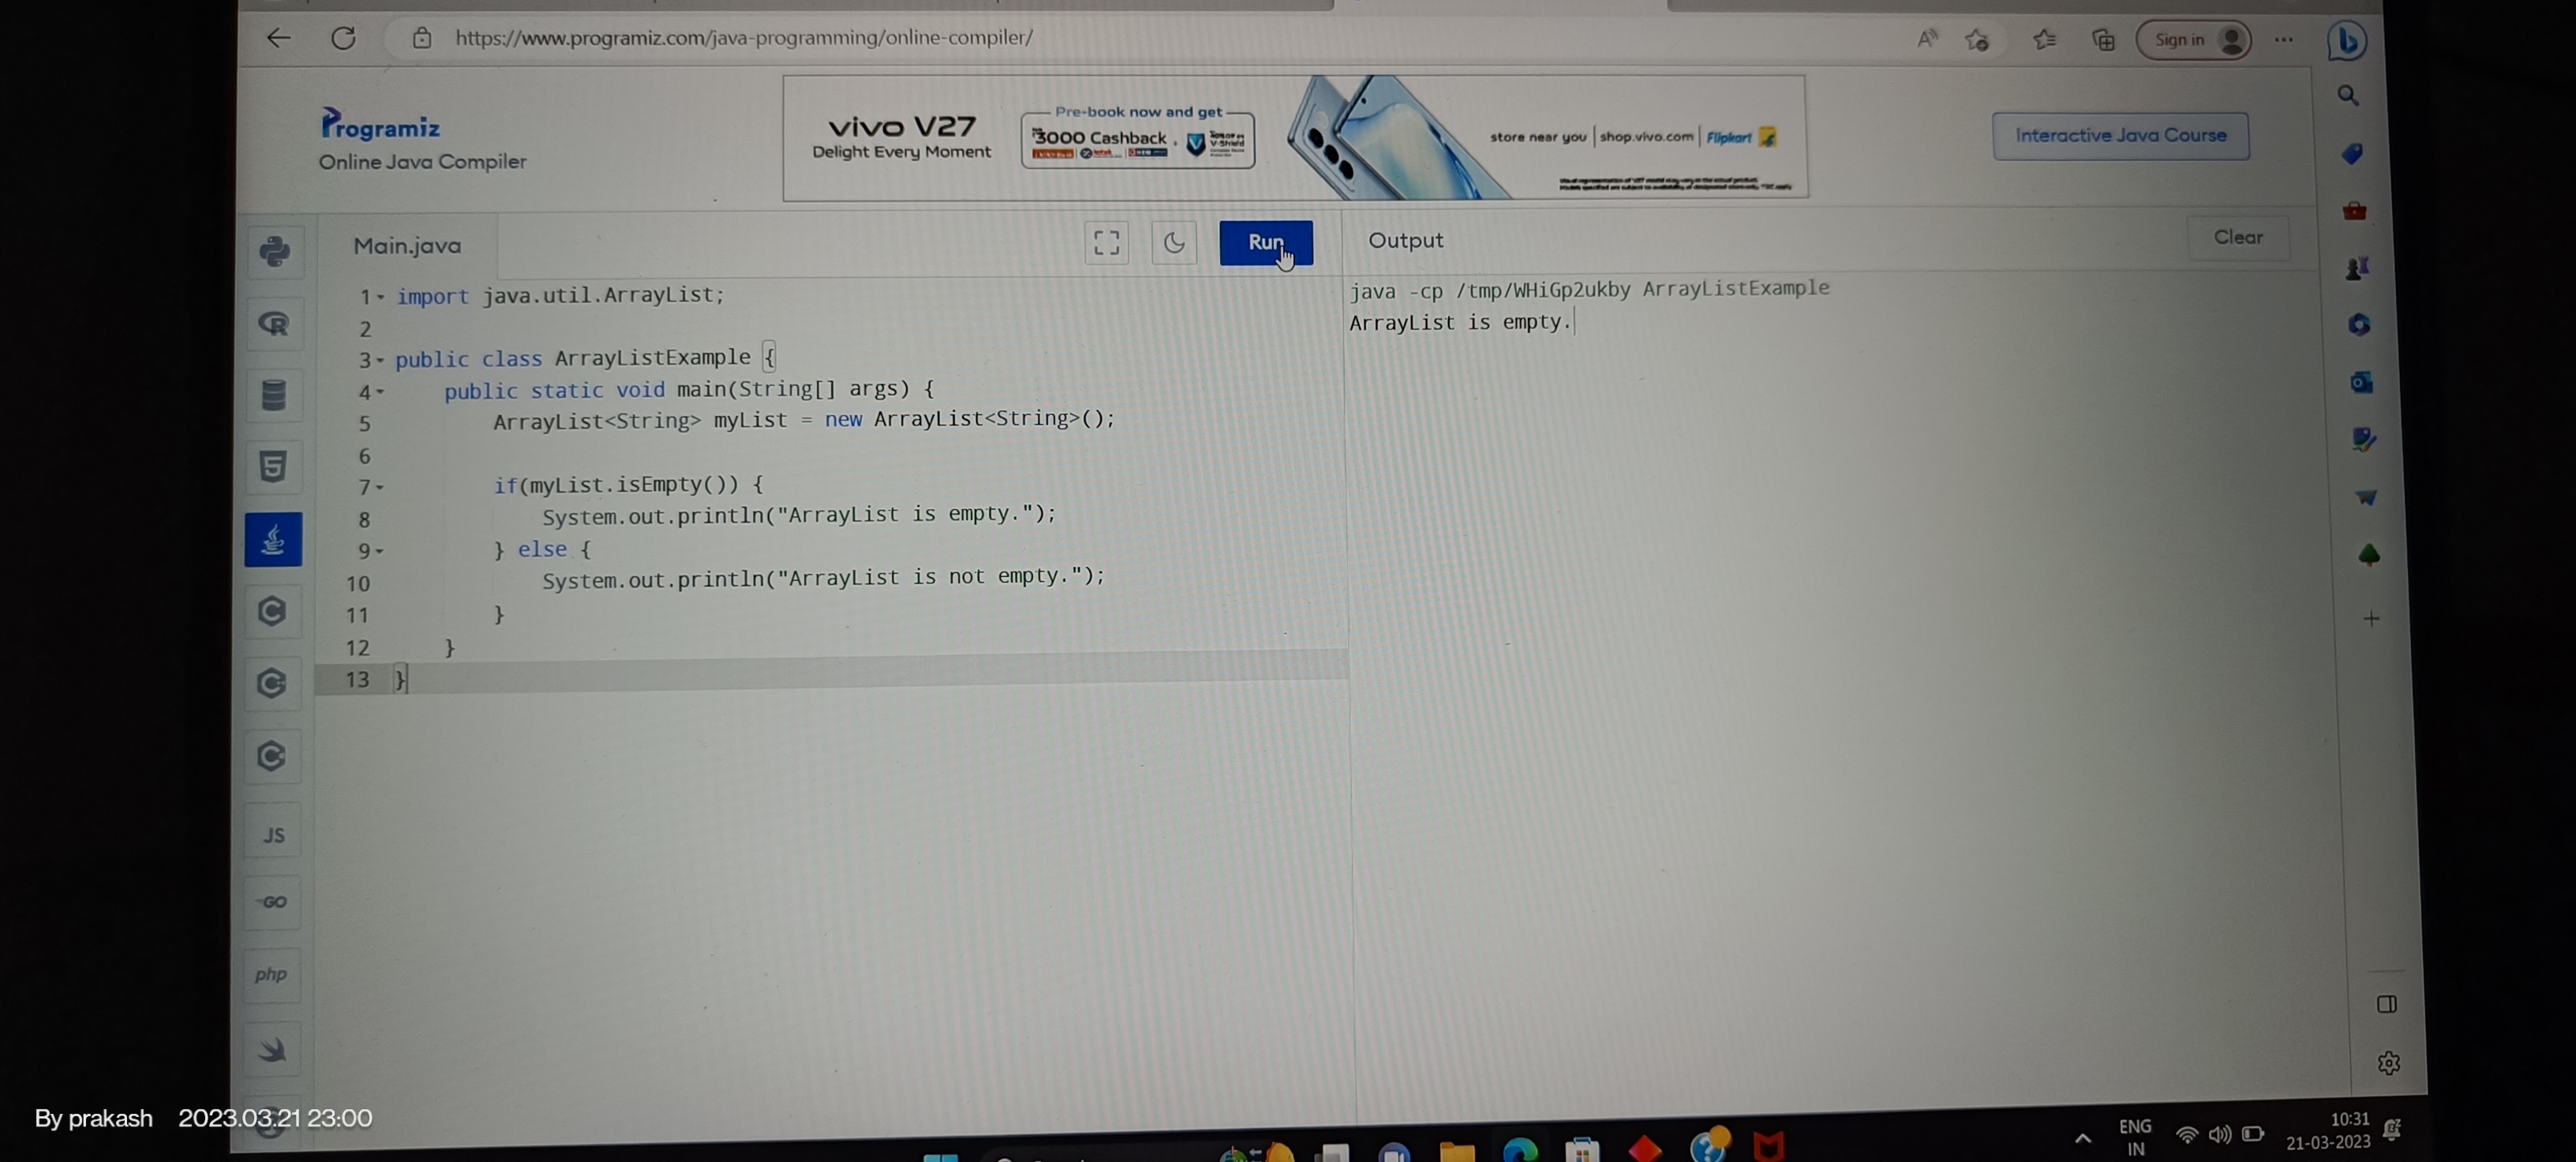 https://www.programiz.com/java-programming/online-compiler/
Sign in
Programiz
Online Java Compiler
vivo V27
Delight Every Moment
Pre-book now and get
₹3000 Cashback
store near you | shop.vivo.com | Flipkart
Interactive Java Course
Main.java
Run
Output
Clear
1 import java.util.ArrayList;
2
3 public class ArrayListExample {
4 public static void main(String[] args) {
5 ArrayList<String> myList = new ArrayList<String>();
6
7 if(myList.isEmpty()) {
8 System.out.println("ArrayList is empty.");
9 } else {
10 System.out.println("ArrayList is not empty.");
11 }
12 }
13 }
java -cp /tmp/WHiGp2ukby ArrayListExample
ArrayList is empty.
JS
GO
php
By prakash 2023.03.21 23:00
ENG
IN
10:31
21-03-2023